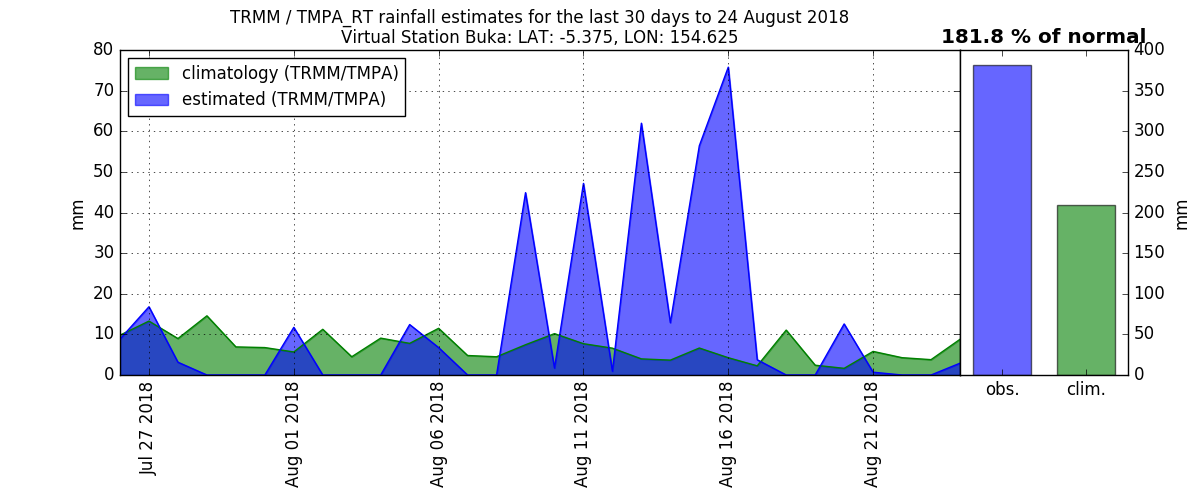 TRMM / TMPA_RT rainfall estimates for the last 30 days to 24 August 2018
Virtual Station Buka: LAT: -5.375, LON: 154.625
181.8 % of normal
climatology (TRMM/TMPA)
estimated (TRMM/TMPA)
mm
80
70
60
50
40
30
20
10
0
Jul 27 2018
Aug 01 2018
Aug 06 2018
Aug 11 2018
Aug 16 2018
Aug 21 2018
obs.
clim.
400
350
300
250
200
150
100
50
0
mm